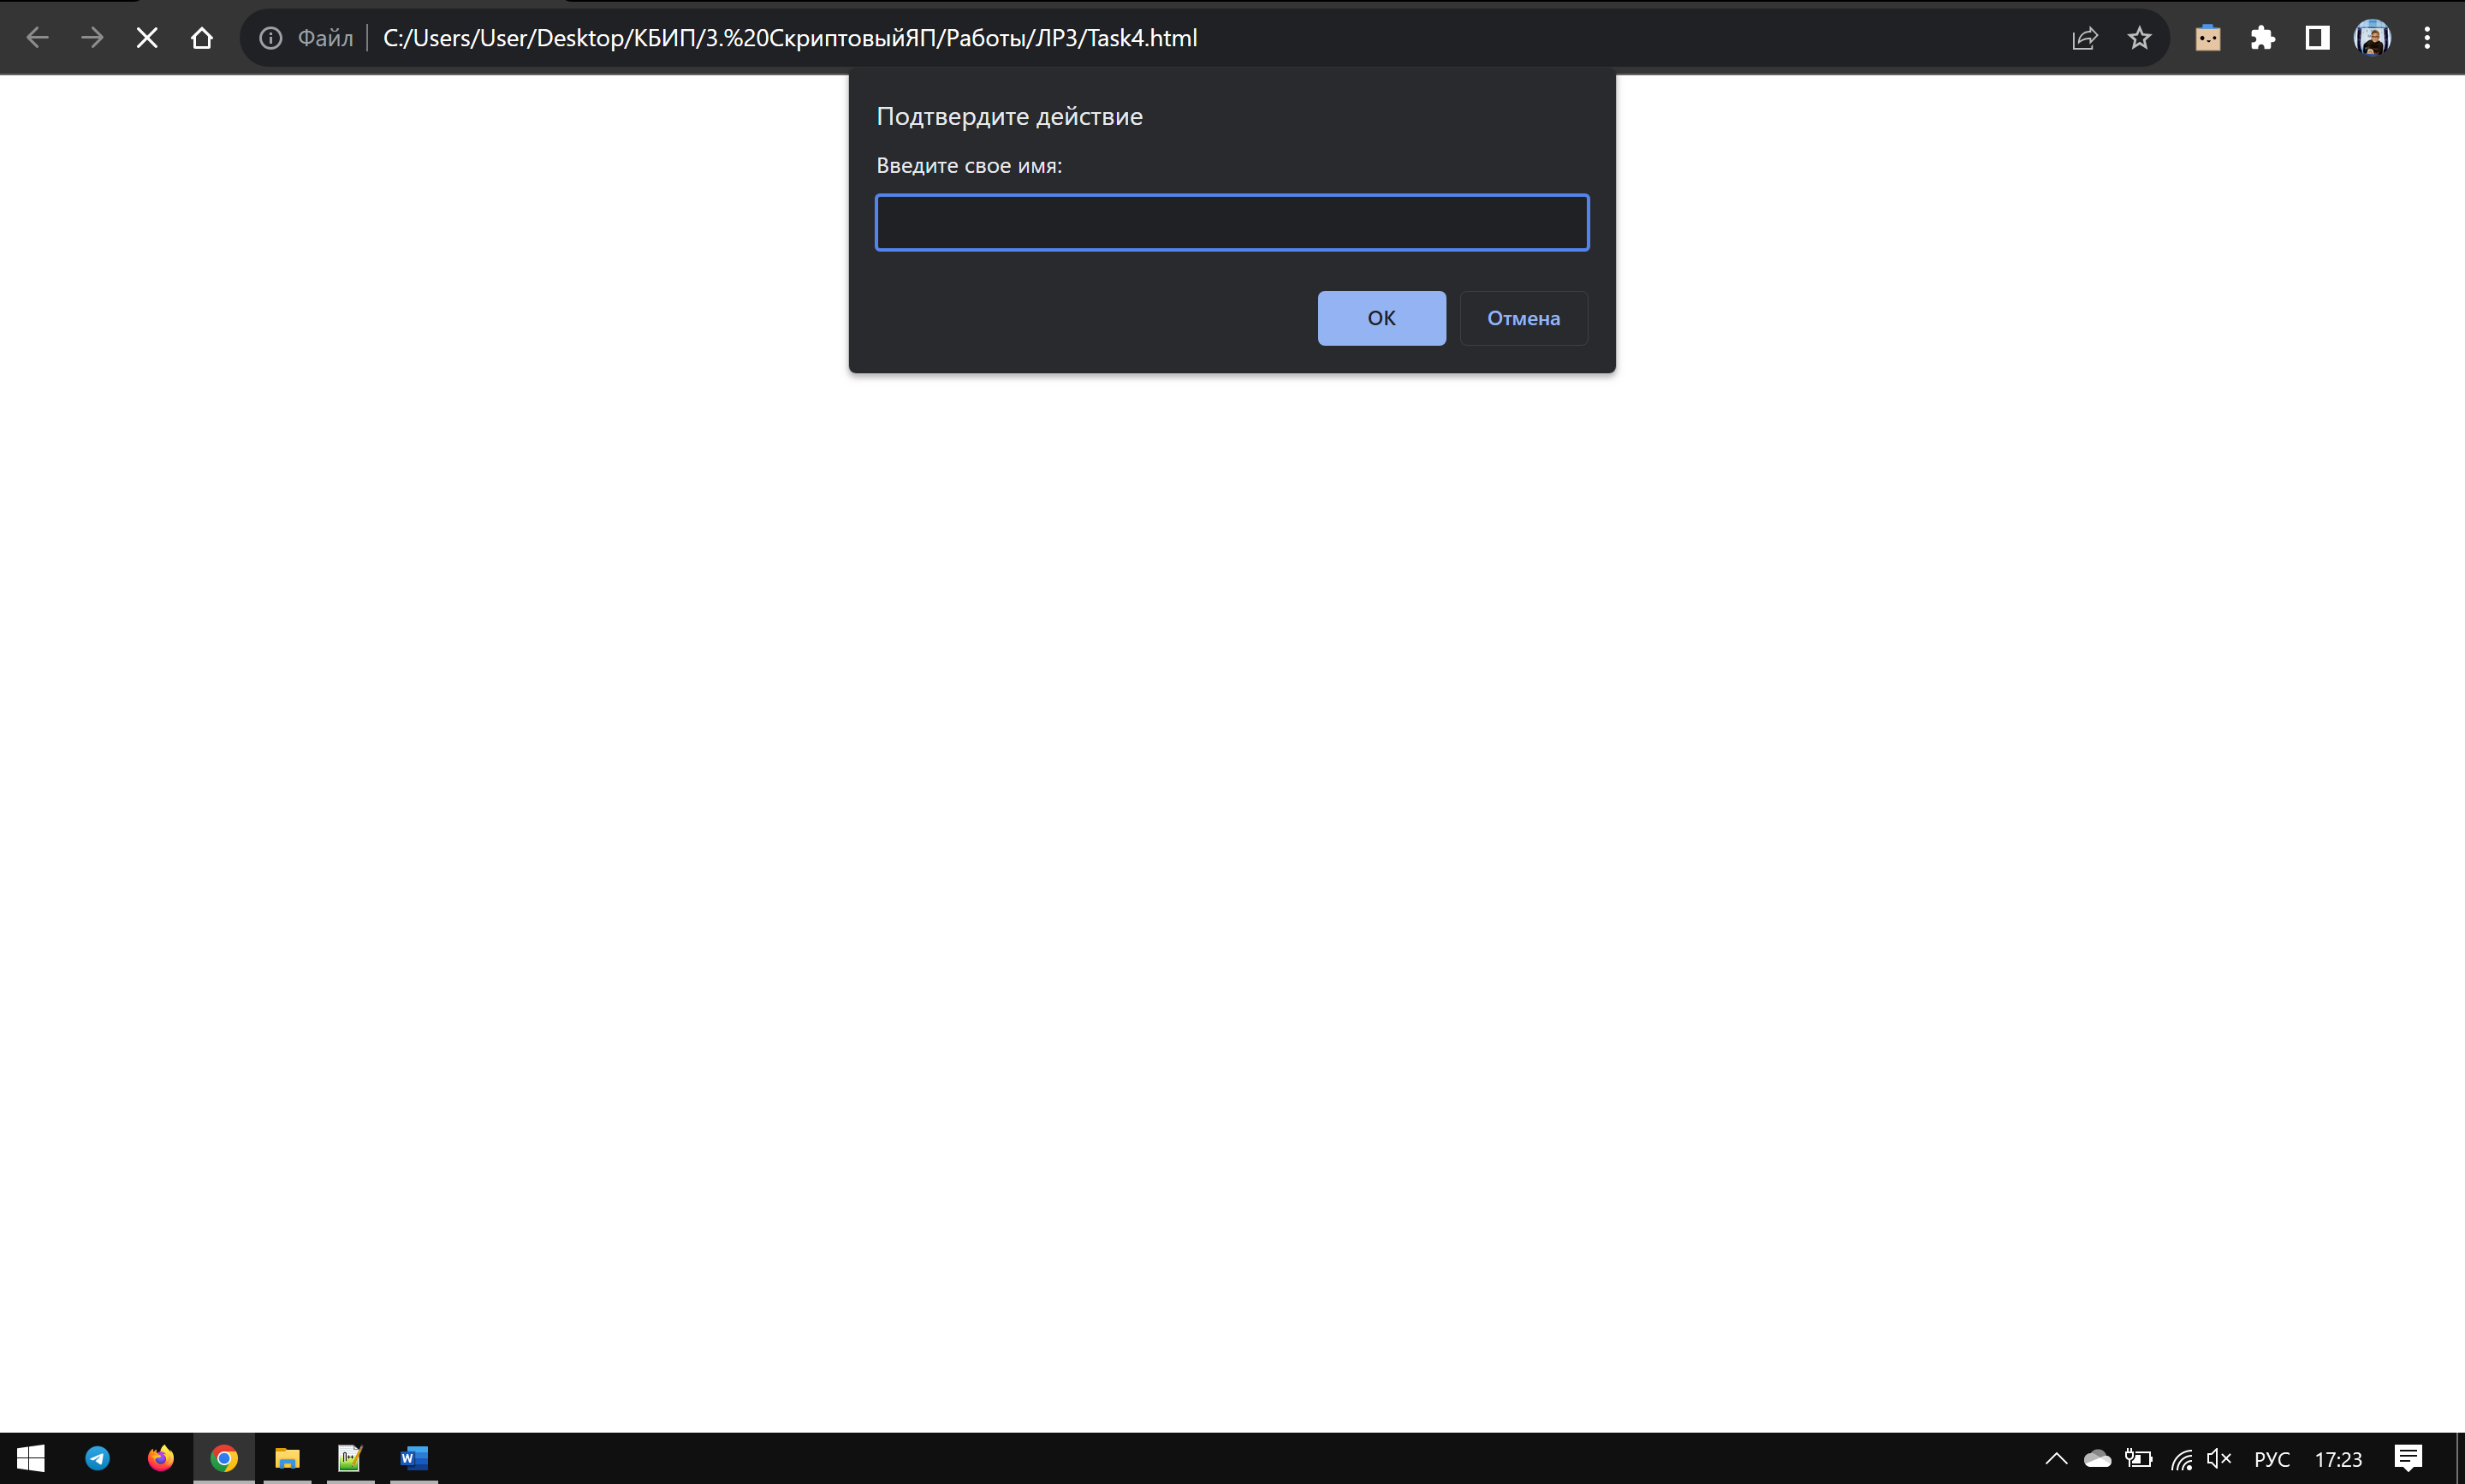 Файл C:/Users/User/Desktop/КБИП/3.%20СкриптовыйЯП/Работы/ЛР3/Task4.html
Подтвердите действие
Введите свое имя:
ОК Отмена
W РУС 17:23